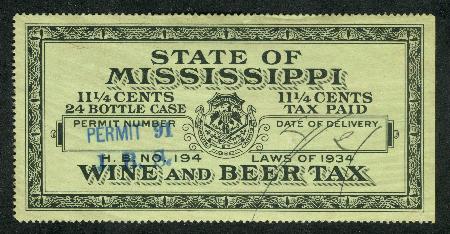 STATE OF
MISSISSIPPI
11¼ CENTS 11¼ CENTS
24 BOTTLE CASE TAX PAID
PERMIT NUMBER DATE OF DELIVERY
PERMIT 91
H. B. NO. 194 LAWS OF 1934
WINE AND BEER TAX